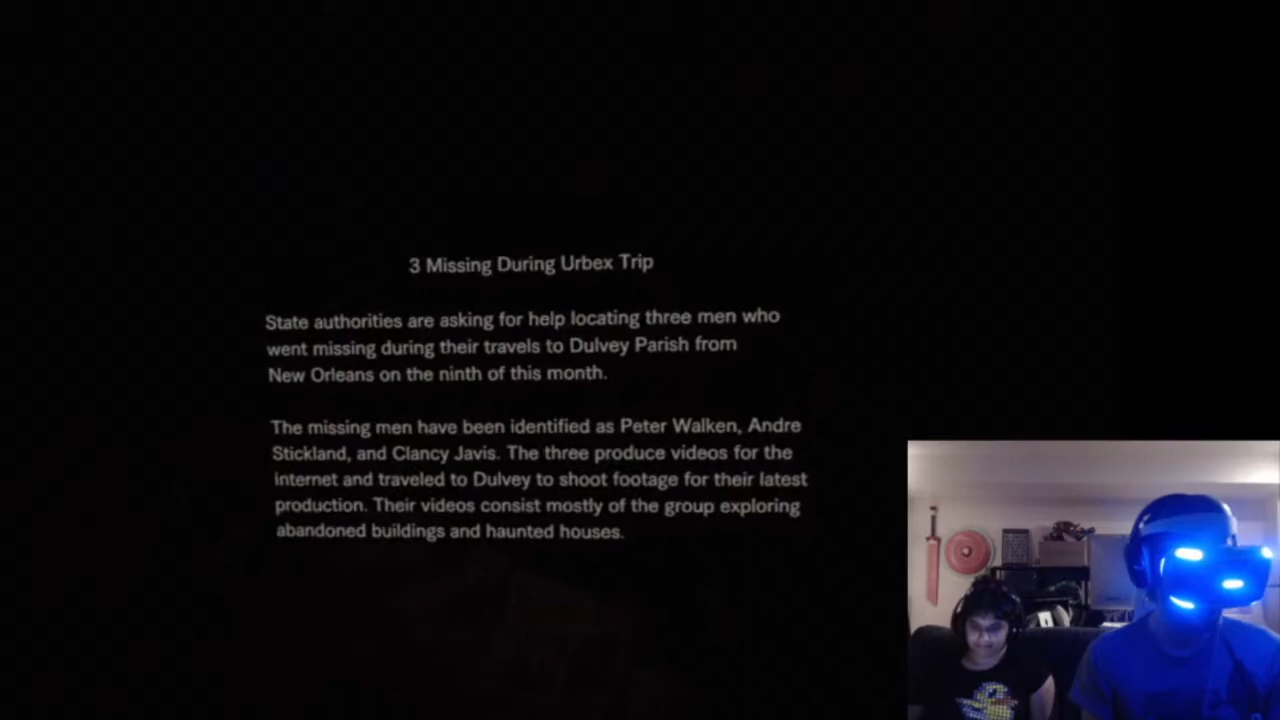 3 Missing During Urbex Trip
State authorities are asking for help locating three men who
went missing during their travels to Dulvey Parish from
New Orleans on the ninth of this month.
The missing men have been identified as Peter Walken, Andre
Stickland, and Clancy Javis. The three produce videos for the
Internet and traveled to Dulvey to shoot footage for their latest
production. Their videos consist mostly of the group exploring
abandoned buildings and haunted houses.